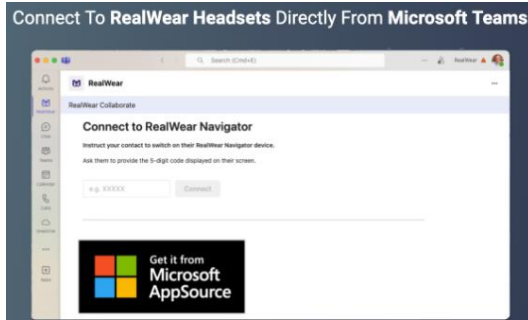 Connect To RealWear Headsets Directly From Microsoft Teams
Search (Cmd+E)
RealWear
RealWear
RealWear Collaborate
Connect to RealWear Navigator
Instruct your contact to switch on their RealWear Navigator device.
Ask them to provide the 5-digit code displayed on their screen.
e.g. XXXXX
Connect
Activity
RealWear
Chat
Teams
Calendar
Calls
OneDrive
Apps
Get it from
Microsoft
AppSource